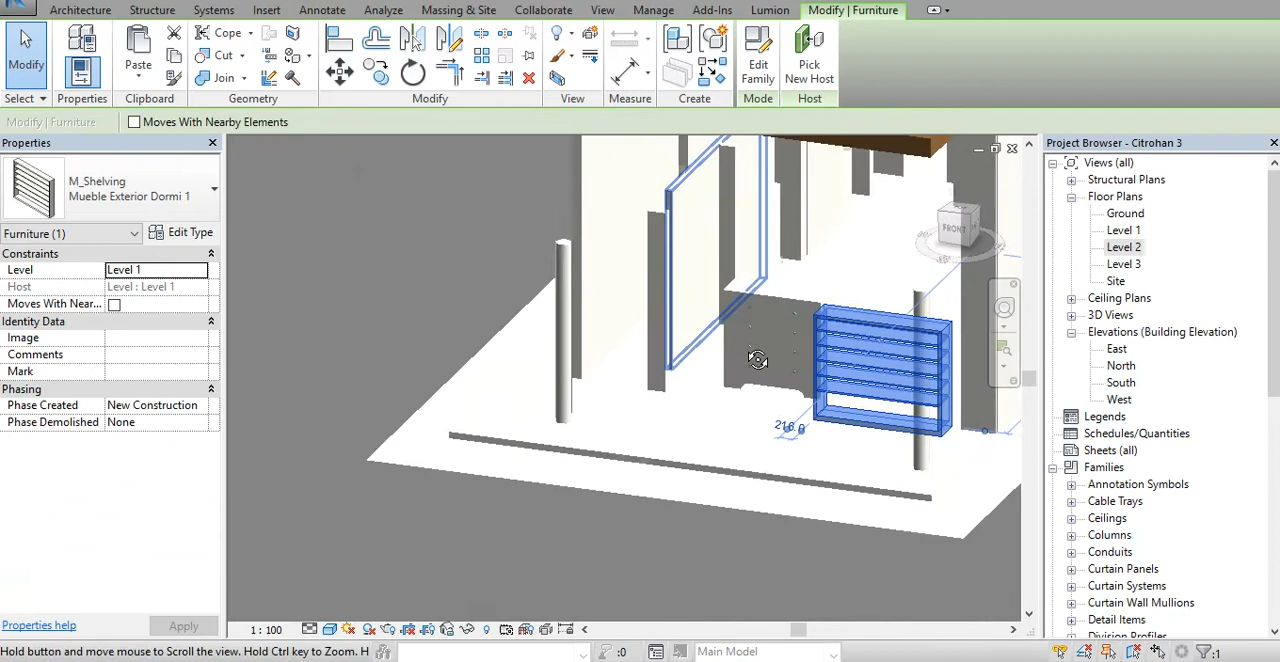 Architecture Structure Systems Insert Annotate Analyze Massing & Site Collaborate View Manage Add-Ins Lumion Modify | Furniture
Modify
Paste
Cope
Cut
Join
Edit Family
Pick New Host
Select Properties Clipboard Geometry Modify View Measure Create Mode Host
Modify | Furniture Moves With Nearby Elements
Properties
M_Shelving
Mueble Exterior Dormi 1
Furniture (1) Edit Type
Constraints
Level Level 1
Host Level : Level 1
Moves With Near...
Identity Data
Image
Comments
Mark
Phasing
Phase Created New Construction
Phase Demolished None
Properties help Apply
FRONT
216.0
1 : 100
Project Browser - Citrohan 3
Views (all)
Structural Plans
Floor Plans
Ground
Level 1
Level 2
Level 3
Site
Ceiling Plans
3D Views
Elevations (Building Elevation)
East
North
South
West
Legends
Schedules/Quantities
Sheets (all)
Families
Annotation Symbols
Cable Trays
Ceilings
Columns
Conduits
Curtain Panels
Curtain Systems
Curtain Wall Mullions
Detail Items
Division Profiles
Hold button and move mouse to Scroll the view. Hold Ctrl key to Zoom. H :0 Main Model :1